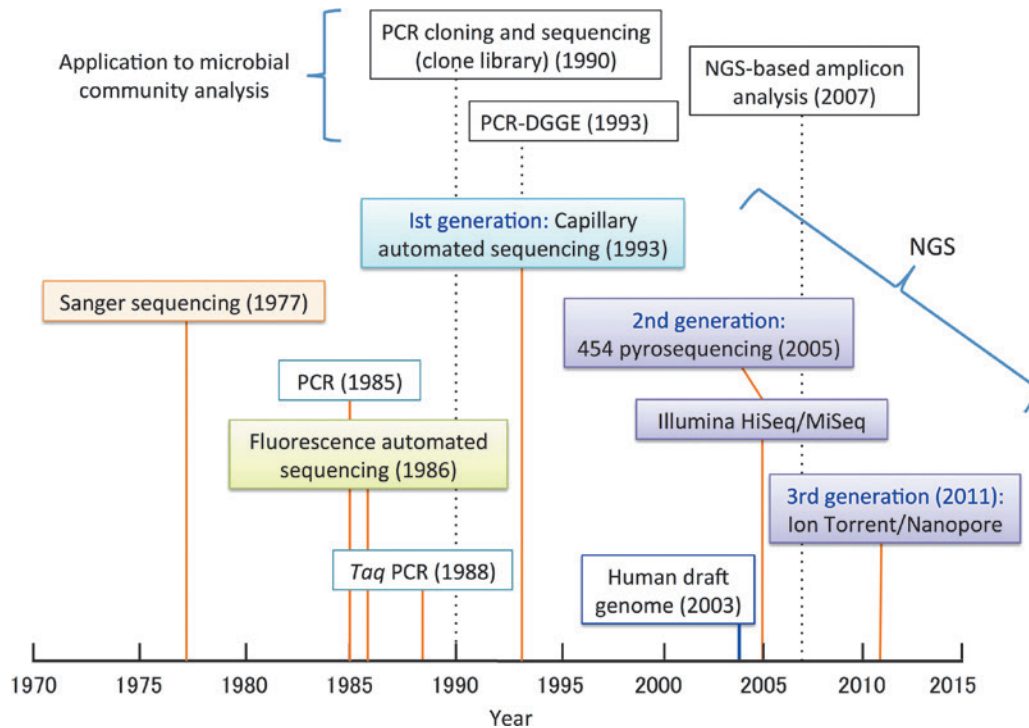 PCR cloning and sequencing
(clone library) (1990)
Application to microbial
community analysis
NGS-based amplicon
analysis (2007)
PCR-DGGE (1993)
Ist generation: Capillary
automated sequencing (1993)
NGS
Sanger sequencing (1977)
2nd generation:
454 pyrosequencing (2005)
PCR (1985)
Illumina HiSeq/MiSeq
Fluorescence automated
sequencing (1986)
3rd generation (2011):
Ion Torrent/Nanopore
Taq PCR (1988)
Human draft
genome (2003)
1970 1975 1980 1985 1990 1995 2000 2005 2010 2015
Year